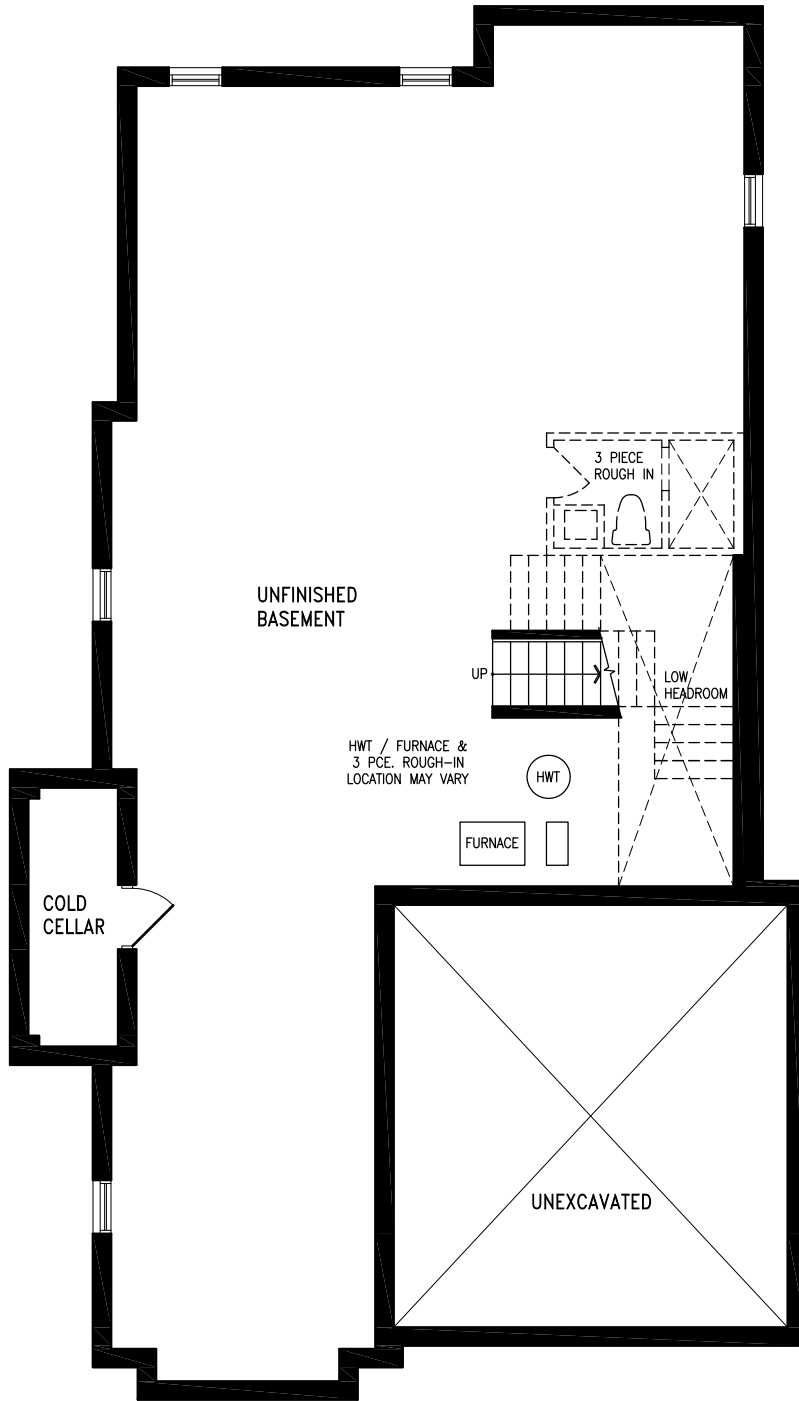 3 PIECE
ROUGH IN
UNFINISHED
BASEMENT
UP
LOW
HEADROOM
HWT / FURNACE &
3 PCE. ROUGH-IN
LOCATION MAY VARY
HWT
FURNACE
COLD
CELLAR
UNEXCAVATED